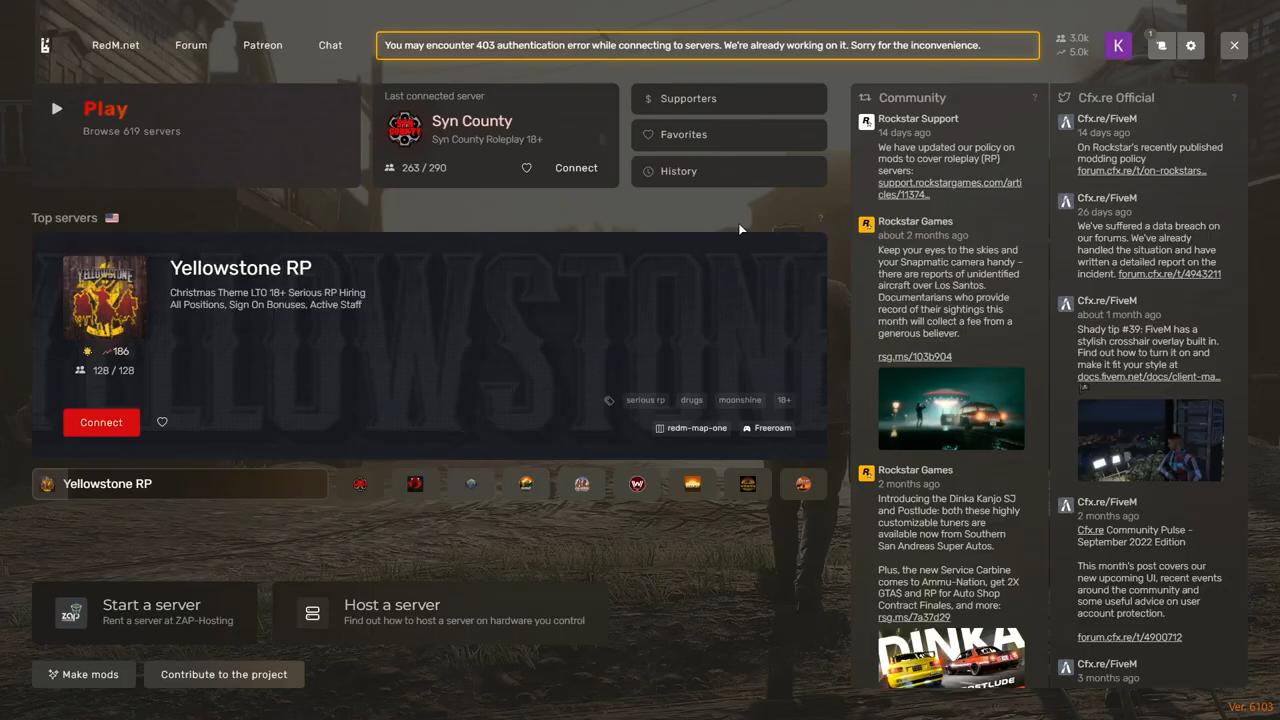 RedM.net
Forum
Patreon
Chat
You may encounter 403 authentication error while connecting to servers. We're already working on it. Sorry for the inconvenience.
3.0k
5.0k
K
1
Play
Browse 619 servers
Last connected server
SYN
COUNTY
Syn County
Syn County Roleplay 18+
263 / 290
Connect
$ Supporters
Favorites
History
Top servers
?
YELLOWSTONE
Yellowstone RP
Christmas Theme LTO 18+ Serious RP Hiring
All Positions, Sign On Bonuses, Active Staff
186
128 / 128
Connect
serious rp
drugs
moonshine
18+
redm-map-one
Freeroam
Yellowstone RP
zap
Start a server
Rent a server at ZAP-Hosting
Host a server
Find out how to host a server on hardware you control
Make mods
Contribute to the project
Community
?
Rockstar Support
14 days ago
We have updated our policy on
mods to cover roleplay (RP)
servers:
support.rockstargames.com/arti
cles/11374…
Rockstar Games
about 2 months ago
Keep your eyes to the skies and
your Snapmatic camera handy –
there are reports of unidentified
aircraft over Los Santos.
Documentarians who provide
record of their sightings this
month will collect a fee from a
generous believer.
rsg.ms/103b904
Rockstar Games
2 months ago
Introducing the Dinka Kanjo SJ
and Postlude: both these highly
customizable tuners are
available now from Southern
San Andreas Super Autos.
Plus, the new Service Carbine
comes to Ammu-Nation, get 2X
GTA$ and RP for Auto Shop
Contract Finales, and more:
rsg.ms/7a37d29
DINKA
POSTLUDE
Cfx.re Official
?
Cfx.re/FiveM
14 days ago
On Rockstar's recently published
modding policy
forum.cfx.re/t/on-rockstars…
Cfx.re/FiveM
26 days ago
We've suffered a data breach on
our forums. We've already
handled the situation and have
written a detailed report on the
incident. forum.cfx.re/t/4943211
Cfx.re/FiveM
about 1 month ago
Shady tip #39: FiveM has a
stylish crosshair overlay built in.
Find out how to turn it on and
make it fit your style at
docs.fivem.net/docs/client-ma…
Cfx.re/FiveM
2 months ago
Cfx.re Community Pulse –
September 2022 Edition
This month's post covers our
new upcoming UI, recent events
around the community and
some useful advice on user
account protection.
forum.cfx.re/t/4900712
Cfx.re/FiveM
3 months ago
Ver. 6103